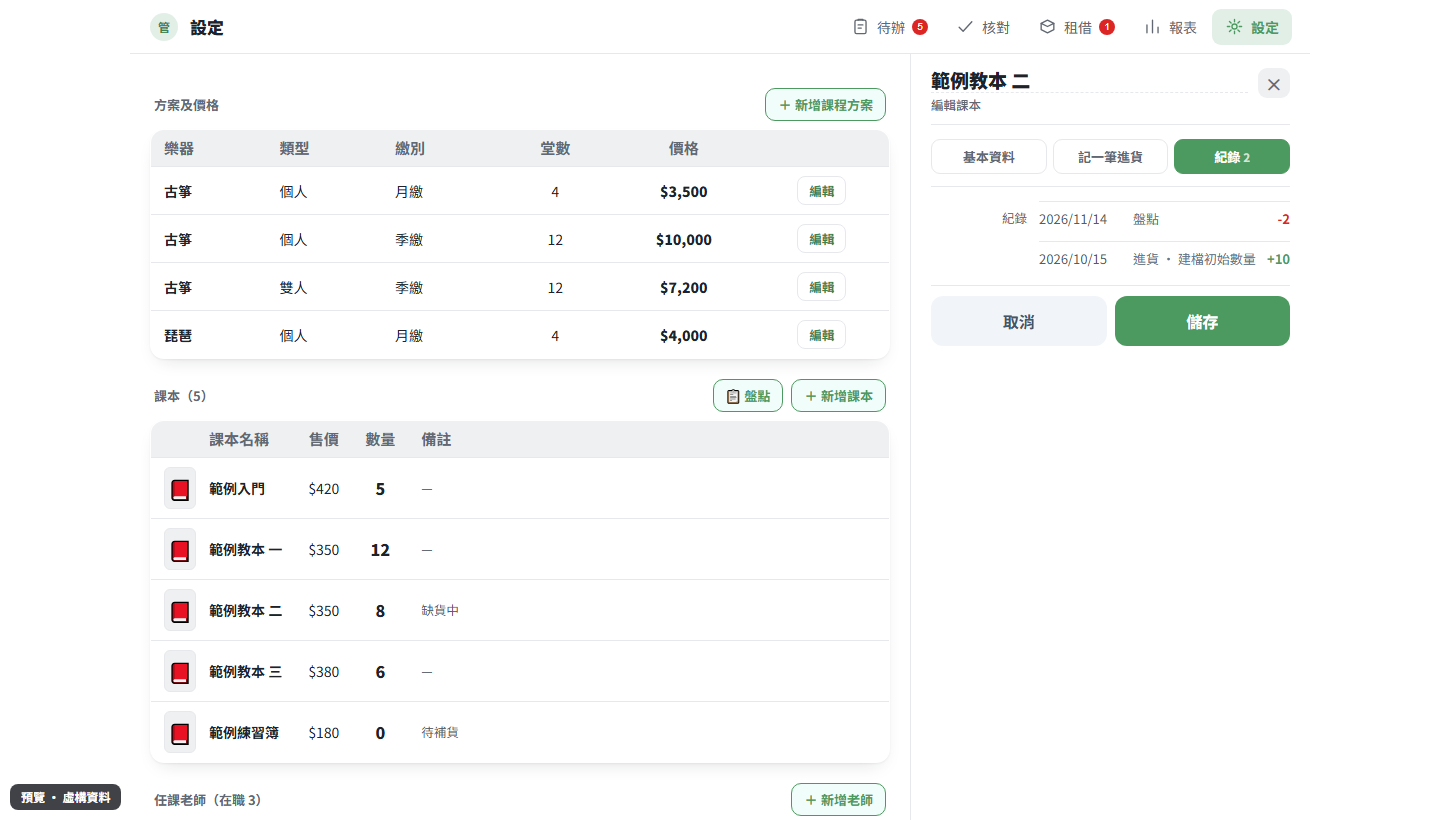 管 設定 待辦 5 核對 租借 1 報表 設定
方案及價格 ＋ 新增課程方案
樂器 類型 繳別 堂數 價格
古箏 個人 月繳 4 $3,500 編輯
古箏 個人 季繳 12 $10,000 編輯
古箏 雙人 季繳 12 $7,200 編輯
琵琶 個人 月繳 4 $4,000 編輯
課本（5） 盤點 ＋ 新增課本
課本名稱 售價 數量 備註
範例入門 $420 5 —
範例教本 一 $350 12 —
範例教本 二 $350 8 缺貨中
範例教本 三 $380 6 —
範例練習簿 $180 0 待補貨
任課老師（在職 3） ＋ 新增老師
範例教本 二 ×
編輯課本
基本資料 記一筆進貨 紀錄 2
紀錄 2026/11/14 盤點 -2
2026/10/15 進貨 · 建檔初始數量 +10
取消 儲存
預覽 · 虛構資料